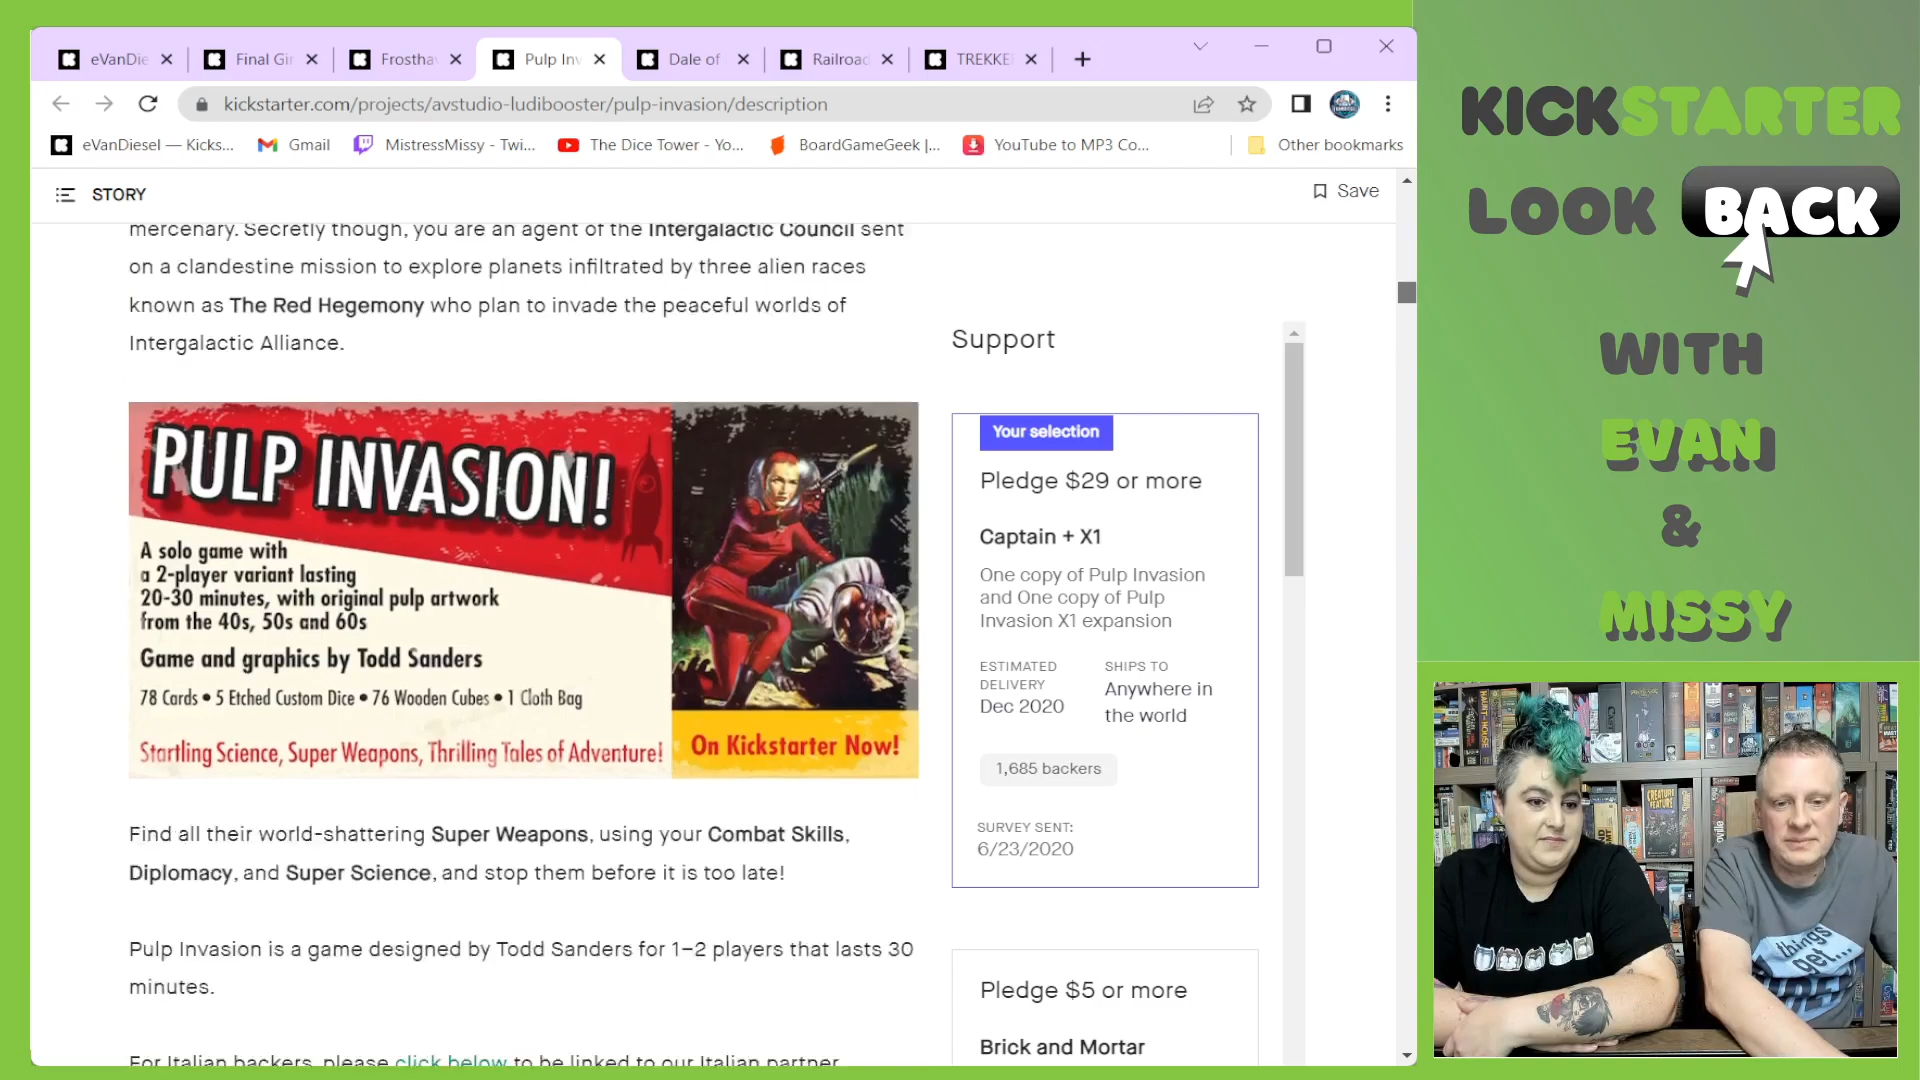 eVanDie
Final Gir
Frostha
Pulp Inv
Dale of
Railroad
TREKKE
kickstarter.com/projects/avstudio-ludibooster/pulp-invasion/description
eVanDiesel — Kicks...
Gmail
MistressMissy - Twi...
The Dice Tower - Yo...
BoardGameGeek |...
YouTube to MP3 Co...
Other bookmarks
STORY
Save
mercenary. Secretly though, you are an agent of the Intergalactic Council sent
on a clandestine mission to explore planets infiltrated by three alien races
known as The Red Hegemony who plan to invade the peaceful worlds of
Intergalactic Alliance.
PULP INVASION!
A solo game with
a 2-player variant lasting
20-30 minutes, with original pulp artwork
from the 40s, 50s and 60s
Game and graphics by Todd Sanders
78 Cards • 5 Etched Custom Dice • 76 Wooden Cubes • 1 Cloth Bag
Startling Science, Super Weapons, Thrilling Tales of Adventure!
On Kickstarter Now!
Find all their world-shattering Super Weapons, using your Combat Skills,
Diplomacy, and Super Science, and stop them before it is too late!
Pulp Invasion is a game designed by Todd Sanders for 1–2 players that lasts 30
minutes.
For Italian backers, please click below to be linked to our Italian partner
Support
Your selection
Pledge $29 or more
Captain + X1
One copy of Pulp Invasion
and One copy of Pulp
Invasion X1 expansion
ESTIMATED
DELIVERY
Dec 2020
SHIPS TO
Anywhere in
the world
1,685 backers
SURVEY SENT:
6/23/2020
Pledge $5 or more
Brick and Mortar
KICKSTARTER
LOOK BACK
WITH
EVAN
&
MISSY
CREATURE
FEATURE
things
get...